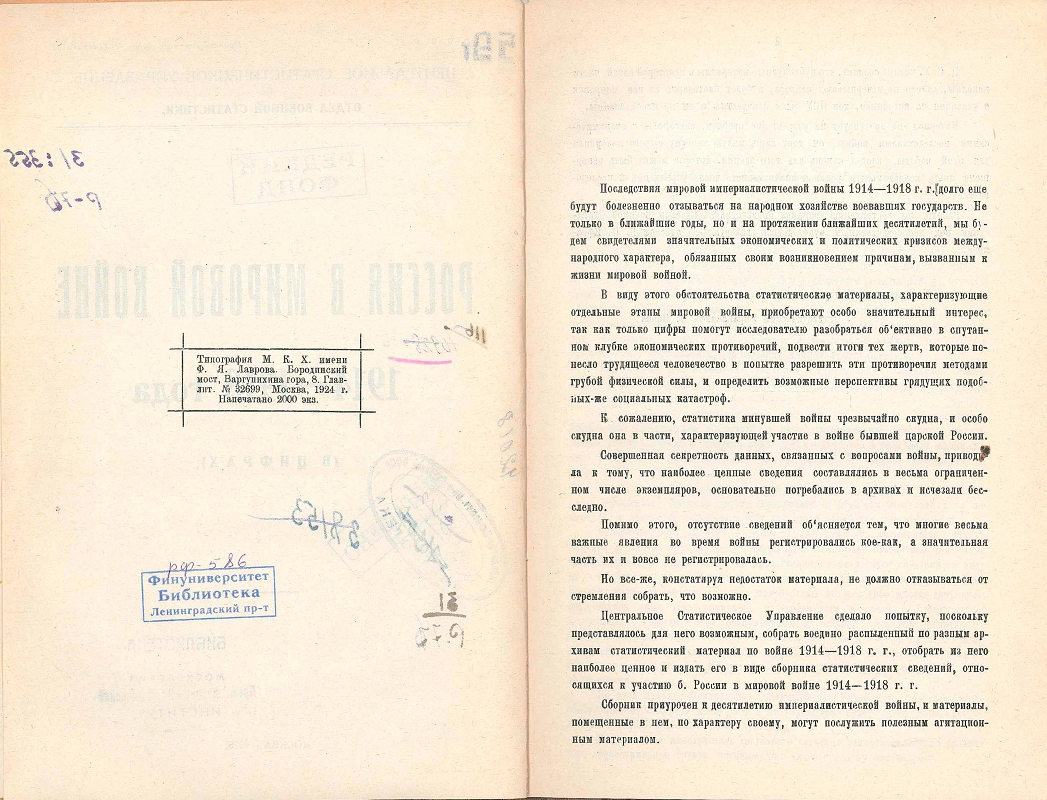 Типография М. К. Х. имени
Ф. Я. Лаврова. Бородинский
мост, Варгунихина гора, 8. Глав-
лит. № 32699, Москва, 1924 г.
Напечатано 2000 экз.
рф-586
Финуниверситет
Библиотека
Ленинградский пр-т
Последствия мировой империалистической войны 1914—1918 г. г. долго еще
будут болезненно отзываться на народном хозяйстве воевавших государств. Не
только в ближайшие годы, но и на протяжении ближайших десятилетий, мы бу-
дем свидетелями значительных экономических и политических кризисов между-
народного характера, обязанных своим возникновением причинам, вызванным к
жизни мировой войной.
В виду этого обстоятельства статистические материалы, характеризующие
отдельные этапы мировой войны, приобретают особо значительный интерес,
так как только цифры помогут исследователю разобраться об‘ективно в спутан-
ном клубке экономических противоречий, подвести итоги тех жертв, которые по-
несло трудящееся человечество в попытке разрешить эти противоречия методами
грубой физической силы, и определить возможные перспективы грядущих подоб-
ных-же социальных катастроф.
К сожалению, статистика минувшей войны чрезвычайно скудна, и особо
скудна она в части, характеризующей участие в войне бывшей царской России.
Совершенная секретность данных, связанных с вопросами войны, приводи-
ла к тому, что наиболее ценные сведения составлялись в весьма ограничен-
ном числе экземпляров, основательно погребались в архивах и исчезали бес-
следно.
Помимо этого, отсутствие сведений об‘ясняется тем, что многие весьма
важные явления во время войны регистрировались кое-как, а значительная
часть их и вовсе не регистрировалась.
Но все-же, констатируя недостаток материала, не должно отказываться от
стремления собрать, что возможно.
Центральное Статистическое Управление сделало попытку, поскольку
представлялось для него возможным, собрать воедино распыленный по разным ар-
хивам статистический материал по войне 1914—1918 г. г., отобрать из него
наиболее ценное и издать его в виде сборника статистических сведений, отно-
сящихся к участию б. России в мировой войне 1914—1918 г. г.
Сборник приурочен к десятилетию империалистической войны, и материалы,
помещенные в нем, по характеру своему, могут послужить полезным агитацион-
ным материалом.